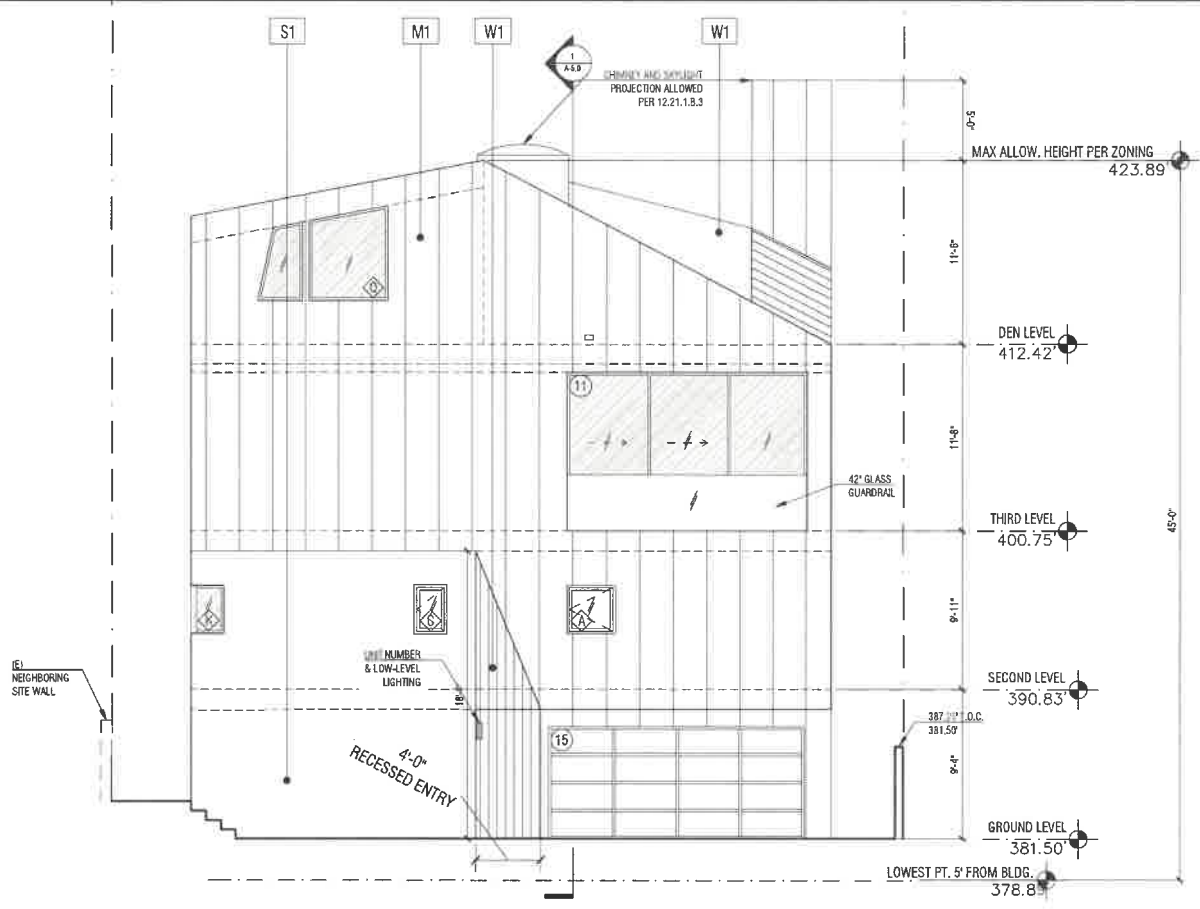 S1
M1
W1
W1
1
A-5.0
CHIMNEY AND SKYLIGHT
PROJECTION ALLOWED
PER 12.21.1.B.3
5'-0"
MAX ALLOW. HEIGHT PER ZONING
423.89'
Q
11'-6"
DEN LEVEL
412.42'
11
11'-8"
42" GLASS
GUARDRAIL
THIRD LEVEL
400.75'
45'-0"
K
A
9'-11"
(E)
NEIGHBORING
SITE WALL
UNIT NUMBER
& LOW-LEVEL
LIGHTING
18'
SECOND LEVEL
390.83'
T.O.C.
381.50'
15
4'-0"
RECESSED ENTRY
9'-4"
GROUND LEVEL
381.50'
LOWEST PT. 5' FROM BLDG.
378.8